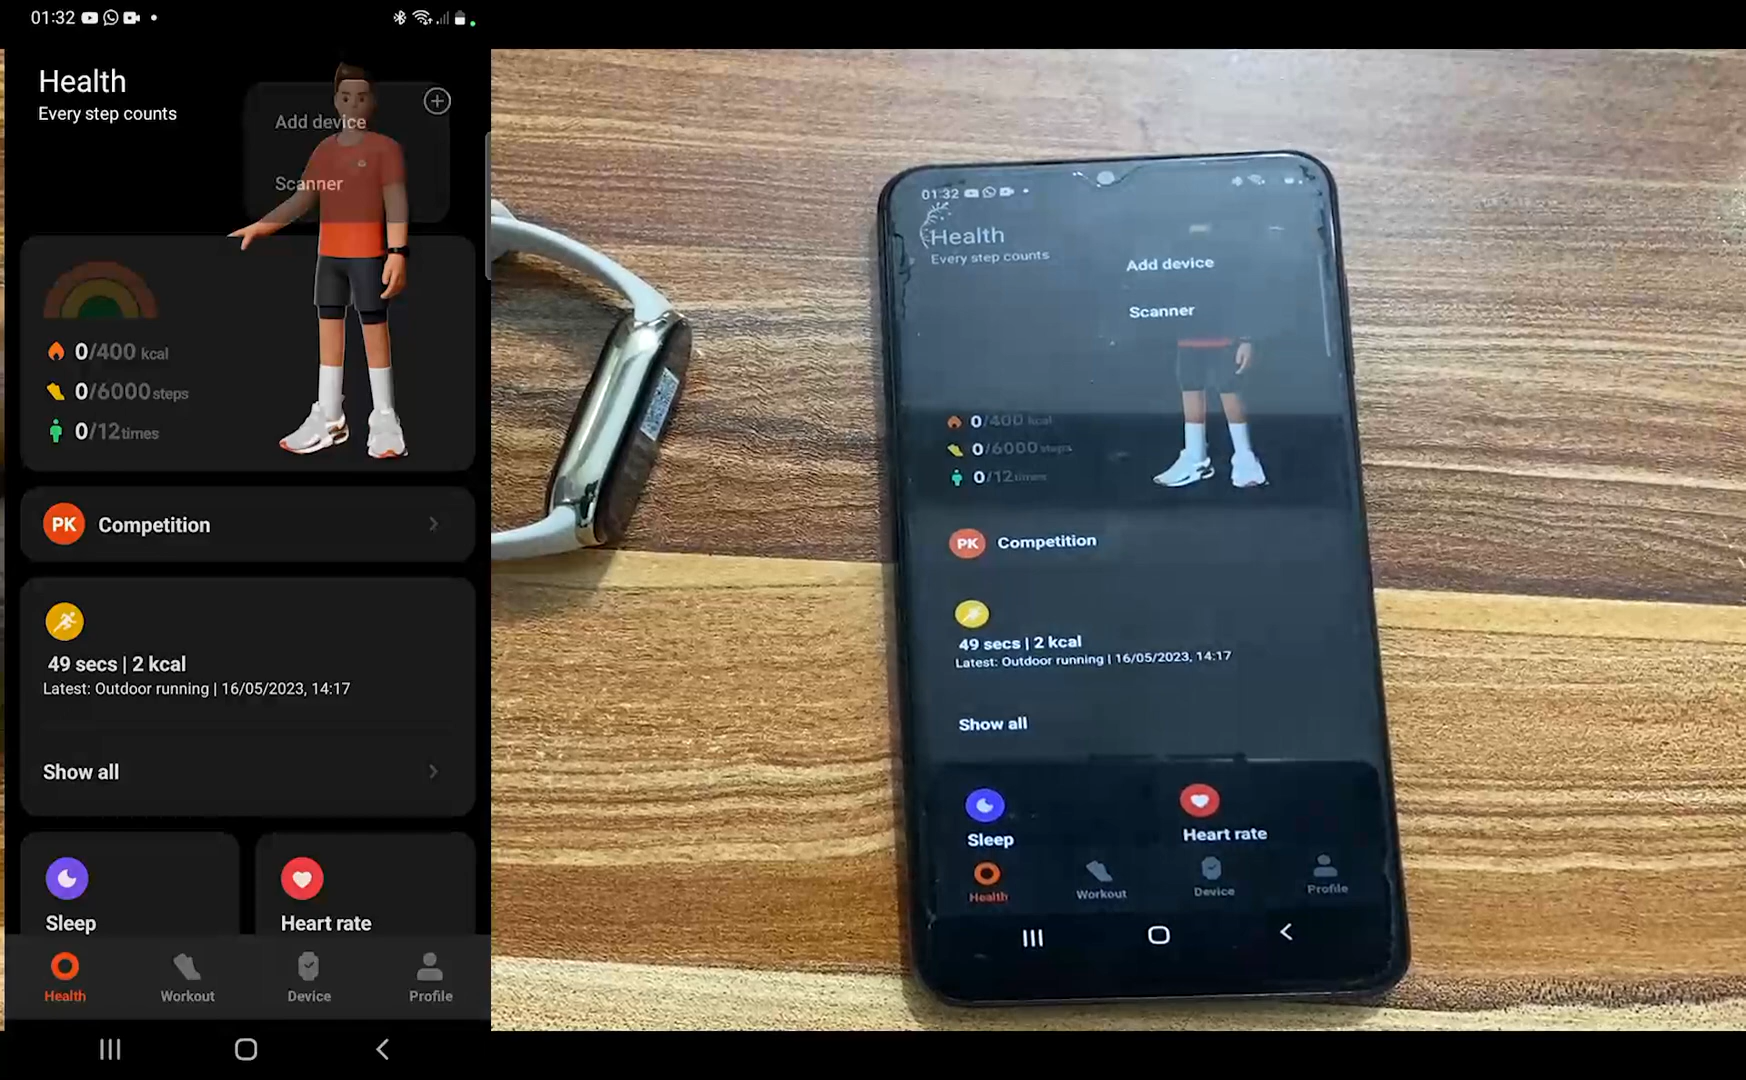 01:32
Health
Every step counts
Add device
Scanner
0/400 kcal
0/6000 steps
0/12 times
PK Competition
49 secs | 2 kcal
Latest: Outdoor running | 16/05/2023, 14:17
Show all
Sleep
Heart rate
Health
Workout
Device
Profile
01:32
Health
Every step counts
Add device
Scanner
0/400 kcal
0/6000 steps
0/12 times
PK Competition
49 secs | 2 kcal
Latest: Outdoor running | 16/05/2023, 14:17
Show all
Sleep
Heart rate
Health
Workout
Device
Profile